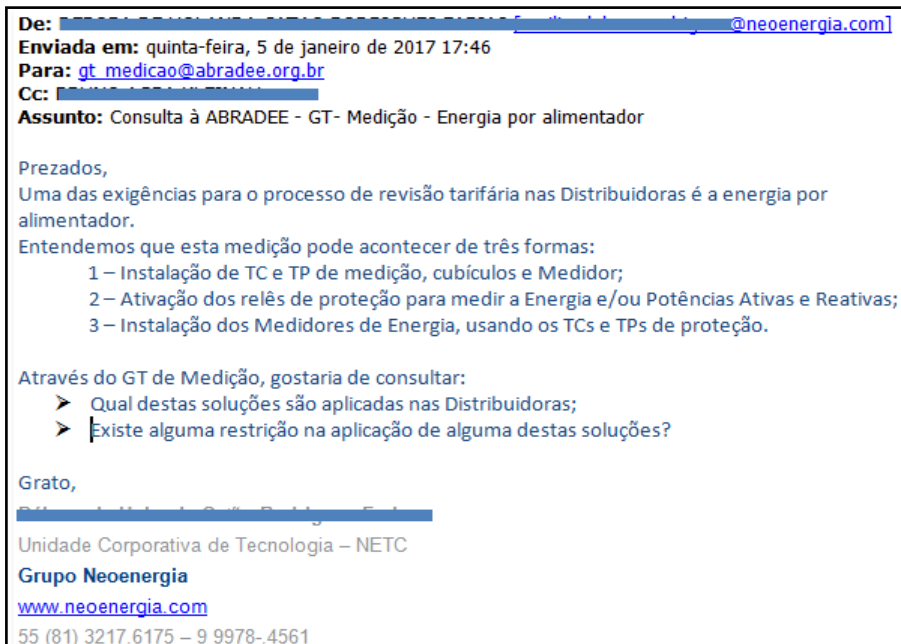 De:
@neoenergia.com]
Enviada em: quinta-feira, 5 de janeiro de 2017 17:46
Para: gt_medicao@abradee.org.br
Cc:
Assunto: Consulta à ABRADEE - GT- Medição - Energia por alimentador
Prezados,
Uma das exigências para o processo de revisão tarifária nas Distribuidoras é a energia por
alimentador.
Entendemos que esta medição pode acontecer de três formas:
1 – Instalação de TC e TP de medição, cubículos e Medidor;
2 – Ativação dos relês de proteção para medir a Energia e/ou Potências Ativas e Reativas;
3 – Instalação dos Medidores de Energia, usando os TCs e TPs de proteção.
Através do GT de Medição, gostaria de consultar:
➤ Qual destas soluções são aplicadas nas Distribuidoras;
➤ Existe alguma restrição na aplicação de alguma destas soluções?
Grato,
Unidade Corporativa de Tecnologia – NETC
Grupo Neoenergia
www.neoenergia.com
55 (81) 3217.6175 – 9 9978-.4561